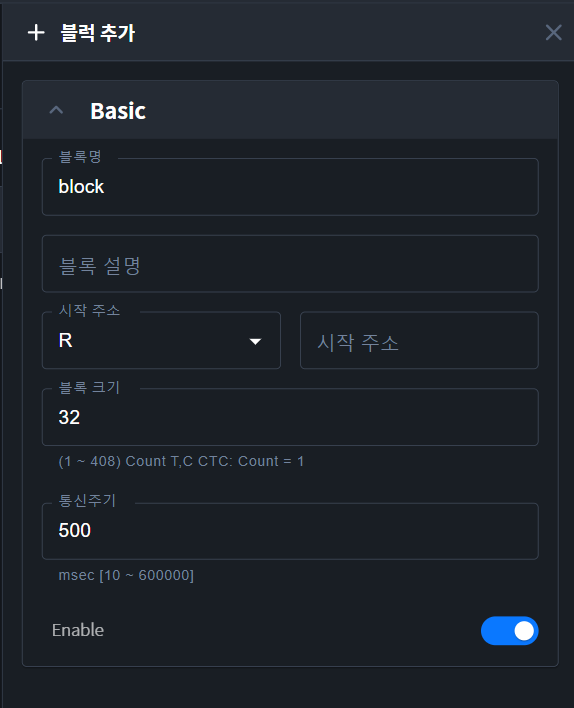 블럭 추가
Basic
블록명
block
블록 설명
시작 주소
R
시작 주소
블록 크기
32
(1 ~ 408) Count T,C CTC: Count = 1
통신주기
500
msec [10 ~ 600000]
Enable